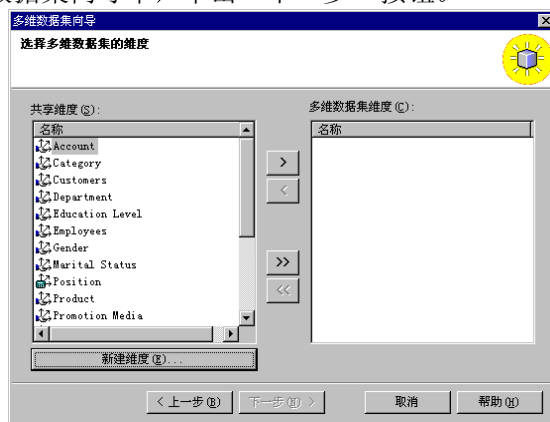 多维数据集向导
选择多维数据集的维度
共享维度(S):
名称
Account
Category
Customers
Department
Education Level
Employees
Gender
Marital Status
Position
Product
Promotion Media
新建维度(E)...
>
<
>>
<<
多维数据集维度(C):
名称
< 上一步(B)
下一步(N) >
取消
帮助(H)